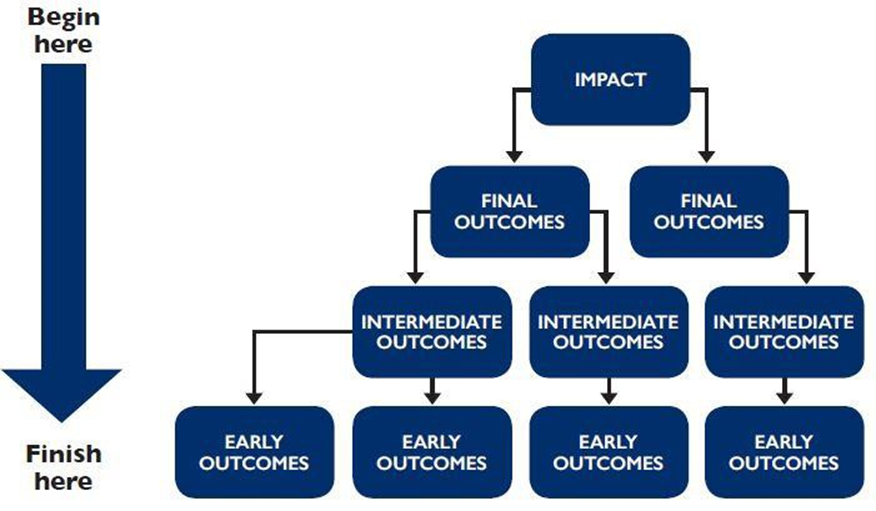 Begin
here
IMPACT
FINAL
OUTCOMES
FINAL
OUTCOMES
INTERMEDIATE
OUTCOMES
INTERMEDIATE
OUTCOMES
INTERMEDIATE
OUTCOMES
EARLY
OUTCOMES
EARLY
OUTCOMES
EARLY
OUTCOMES
EARLY
OUTCOMES
Finish
here